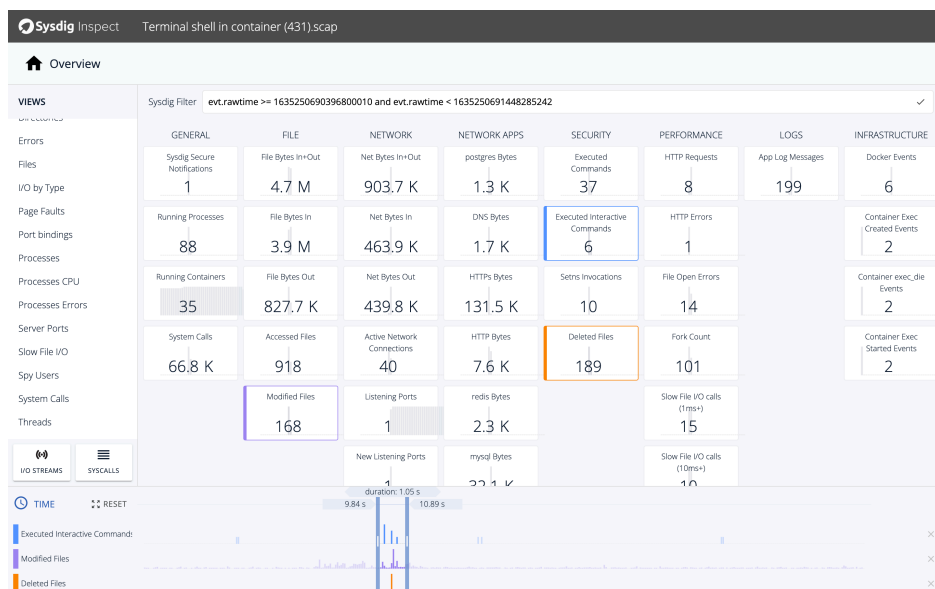 Sysdig Inspect Terminal shell in container (431).scap
Overview
VIEWS
Sysdig Filter evt.rawtime >= 1635250690396800010 and evt.rawtime < 1635250691448285242
Directories
Errors
Files
I/O by Type
Page Faults
Port bindings
Processes
Processes CPU
Processes Errors
Server Ports
Slow File I/O
Spy Users
System Calls
Threads
I/O STREAMS
SYSCALLS
GENERAL
Sysdig Secure
Notifications
1
Running Processes
88
Running Containers
35
System Calls
66.8 K
FILE
File Bytes In+Out
4.7 M
File Bytes In
3.9 M
File Bytes Out
827.7 K
Accessed Files
918
Modified Files
168
NETWORK
Net Bytes In+Out
903.7 K
Net Bytes In
463.9 K
Net Bytes Out
439.8 K
Active Network
Connections
40
Listening Ports
1
New Listening Ports
1
NETWORK APPS
postgres Bytes
1.3 K
DNS Bytes
1.7 K
HTTPs Bytes
131.5 K
HTTP Bytes
7.6 K
redis Bytes
2.3 K
mysql Bytes
32.1 K
SECURITY
Executed
Commands
37
Executed Interactive
Commands
6
Setns Invocations
10
Deleted Files
189
PERFORMANCE
HTTP Requests
8
HTTP Errors
1
File Open Errors
14
Fork Count
101
Slow File I/O calls
(1ms+)
15
Slow File I/O calls
(10ms+)
10
LOGS
App Log Messages
199
INFRASTRUCTURE
Docker Events
6
Container Exec
Created Events
2
Container exec_die
Events
2
Container Exec
Started Events
2
TIME
RESET
duration: 1.05 s
9.84 s
10.89 s
Executed Interactive Commands
Modified Files
Deleted Files